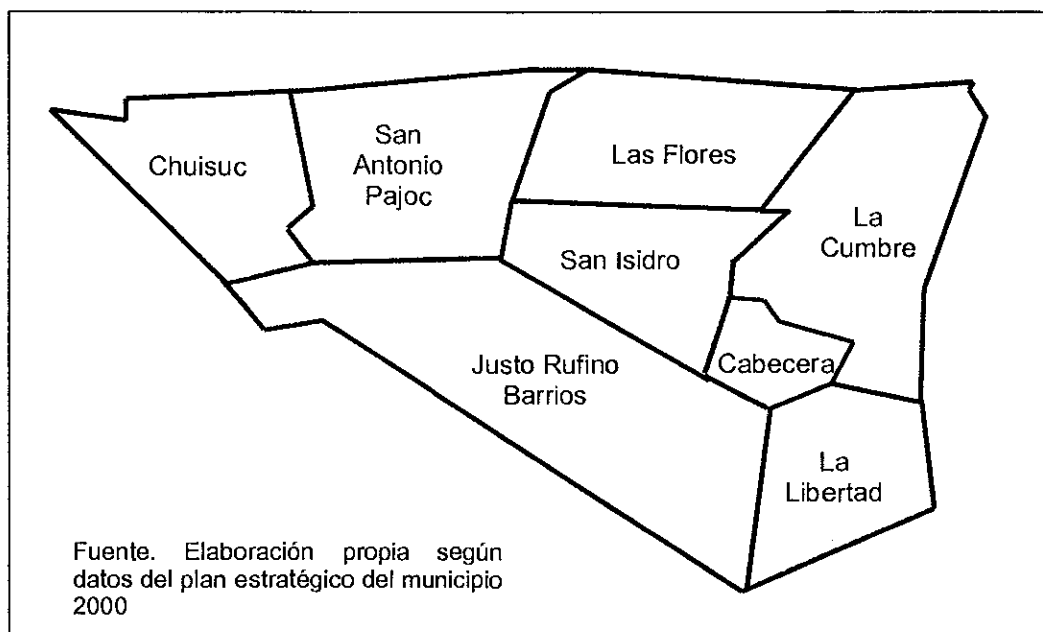 Chuisuc
San
Antonio
Pajoc
Las Flores
La
Cumbre
San Isidro
Cabecera
Justo Rufino
Barrios
La
Libertad
Fuente. Elaboración propia según
datos del plan estratégico del municipio
2000